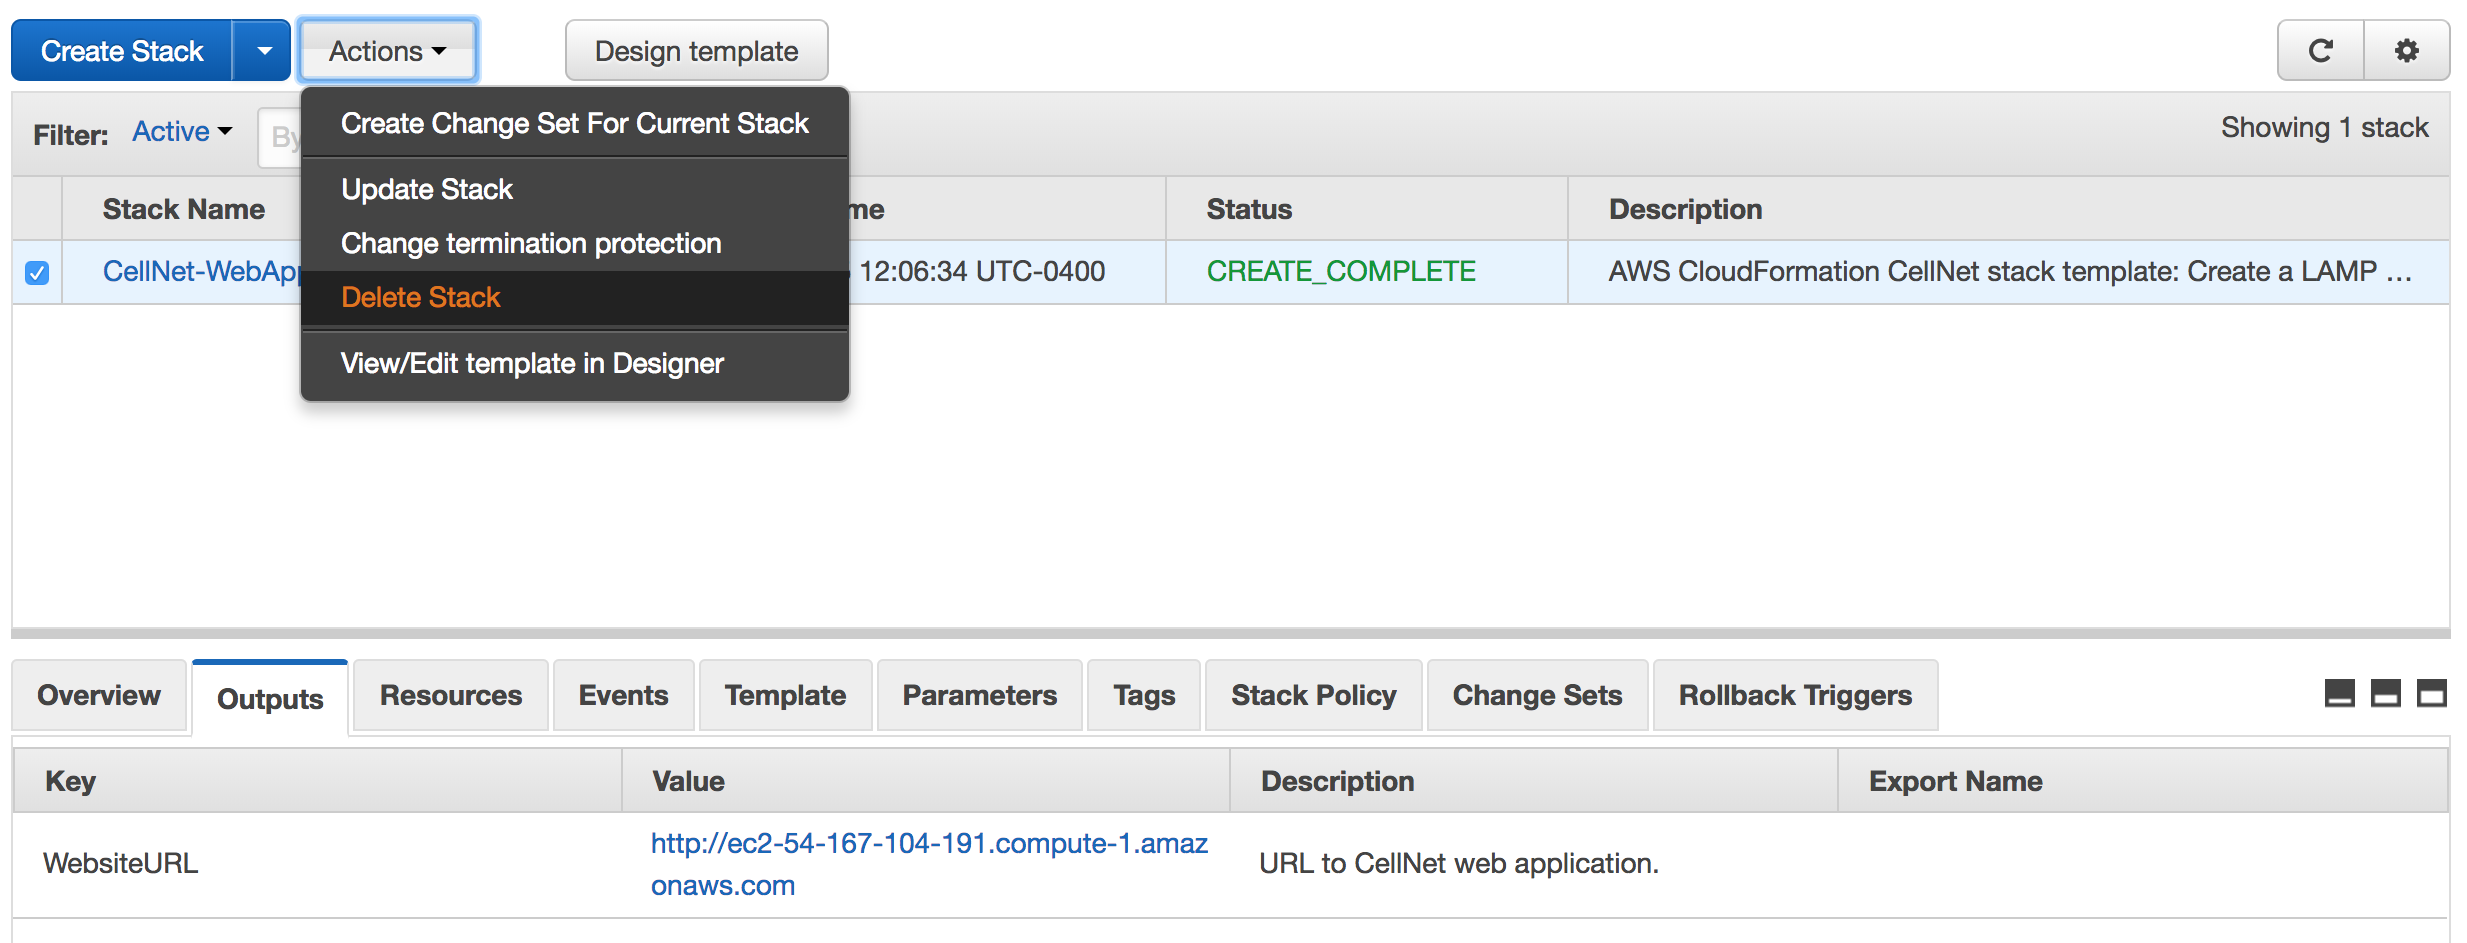 Create Stack
Actions
Design template
Filter:
Active
By
Showing 1 stack
Create Change Set For Current Stack
Update Stack
Change termination protection
Delete Stack
View/Edit template in Designer
Stack Name
me
Status
Description
CellNet-WebApp
12:06:34 UTC-0400
CREATE_COMPLETE
AWS CloudFormation CellNet stack template: Create a LAMP ...
Overview
Outputs
Resources
Events
Template
Parameters
Tags
Stack Policy
Change Sets
Rollback Triggers
Key
Value
Description
Export Name
WebsiteURL
http://ec2-54-167-104-191.compute-1.amaz
onaws.com
URL to CellNet web application.